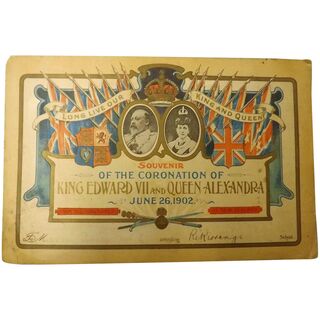 LONG LIVE OUR
KING AND QUEEN
SOUVENIR
OF THE CORONATION OF
KING EDWARD VII AND QUEEN ALEXANDRA
JUNE 26, 1902.
School.